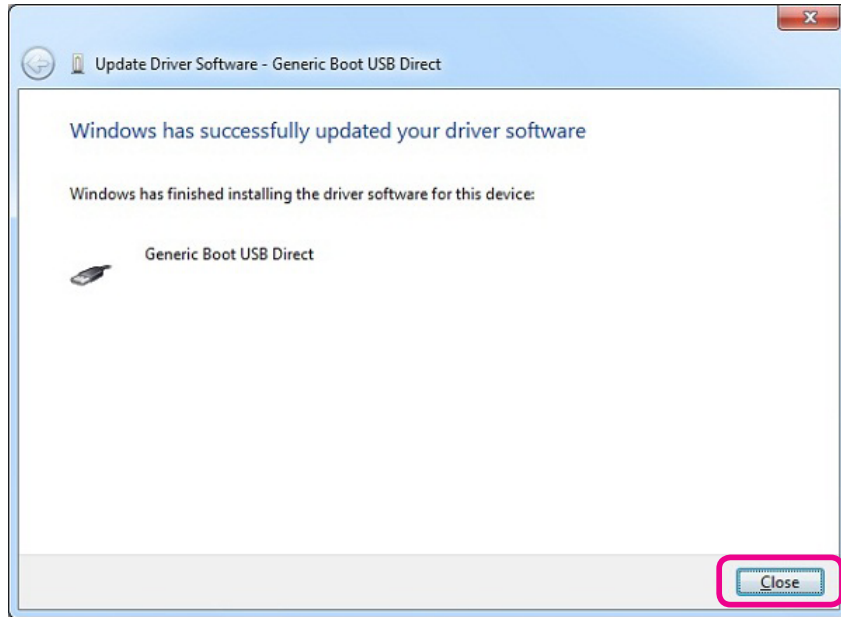 Update Driver Software - Generic Boot USB Direct
Windows has successfully updated your driver software
Windows has finished installing the driver software for this device:
Generic Boot USB Direct
Close